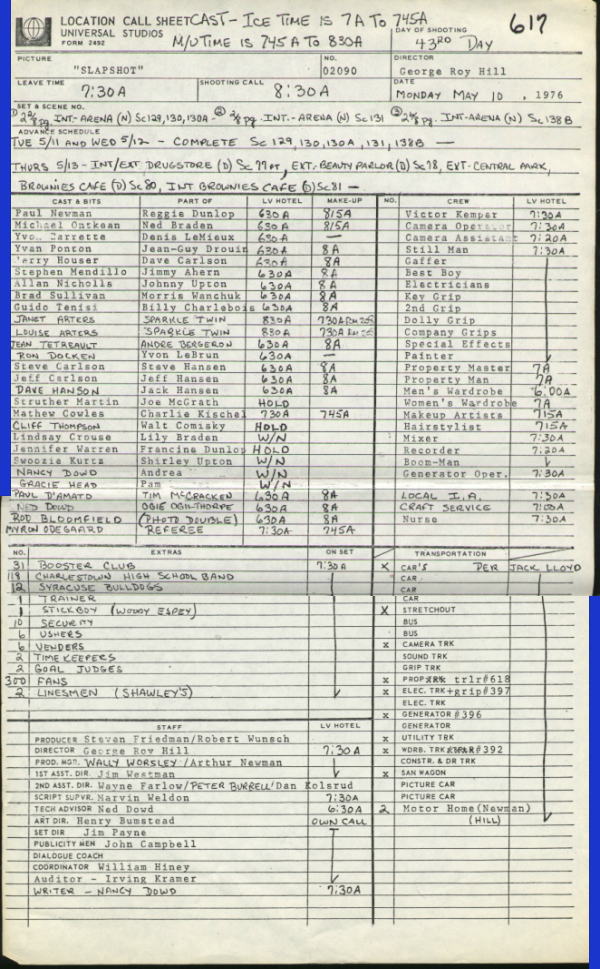 LOCATION CALL SHEET CAST - ICE TIME IS 7A TO 745A 617
UNIVERSAL STUDIOS
FORM 2492 M/U TIME IS 745A TO 830A
DAY OF SHOOTING
43RD DAY
PICTURE NO. DIRECTOR
"SLAPSHOT" 02090 George Roy Hill
LEAVE TIME SHOOTING CALL DATE
7:30A 8:30A MONDAY MAY 10, 1976
SET & SCENE NO.
INT-ARENA (N) SC 129,130,130A - INT-ARENA (N) SC 131 INT-ARENA (N) SC 138B
ADVANCE SCHEDULE
TUE 5/11 AND WED 5/12 - COMPLETE SC 129, 130, 130A, 131, 138B —
THURS 5/13 - INT/EXT DRUGSTORE (D) SC 77 PT, EXT. BEAUTY PARLOR (D) SC 78, EXT-CENTRAL PARK,
BROWNIES CAFE (D) SC 80, INT BROWNIES CAFE (D) SC 81 —
CAST & BITS PART OF LV HOTEL MAKE-UP NO. CREW LV HOTEL
Paul Newman Reggie Dunlop 630A 815A Victor Kemper 7:30A
Michael Ontkean Ned Braden 630A 815A Camera Operator 7:30A
Yvon Barrette Denis LeMieux 630A — Camera Assistant 7:20A
Yvan Ponton Jean-Guy Drouin 630A 8A Still Man 7:30A
Jerry Houser Dave Carlson 630A 8A Gaffer
Stephen Mendillo Jimmy Ahern 630A 8A Best Boy
Allan Nicholls Johnny Upton 630A 8A Electricians
Brad Sullivan Morris Wanchuk 630A 8A Key Grip
Guido Tenisi Billy Charlebois 630A 8A 2nd Grip
JANET ARTERS SPARKLE TWIN 830A 730A Dolly Grip
LOUISE ARTERS SPARKLE TWIN 830A 730A Company Grips
JEAN TETREAULT ANDRE BERGERON 630A 8A Special Effects
RON DOCKEN Yvon LeBrun 630A — Painter
Steve Carlson Steve Hansen 630A 8A Property Master 7A
Jeff Carlson Jeff Hansen 630A 8A Property Man 7A
DAVE HANSON Jack Hansen 630A 8A Men's Wardrobe 6:00A
Struther Martin Joe McGrath HOLD Women's Wardrobe 7A
Mathew Cowles Charlie Kischel 730A 745A Makeup Artists 715A
CLIFF THOMPSON Walt Comisky HOLD Hairstylist 715A
Lindsay Crouse Lily Braden W/N Mixer 7:30A
Jennifer Warren Francine Dunlop HOLD Recorder 7:30A
Swoozie Kurtz Shirley Upton W/N Boom-Man
NANCY DOWD Andrea W/N Generator Oper. 7:30A
GRACIE HEAD Pam W/N
PAUL D'AMATO TIM McCRACKEN 630A 8A LOCAL I.A. 7:30A
NED DOWD OGIE OGILTHORPE 630A 8A CRAFT SERVICE 7:00A
ROD BLOOMFIELD (PHOTO DOUBLE) 630A 8A Nurse 7:30A
MYRON ODEGAARD REFEREE 7:30A 745A
NO. EXTRAS ON SET TRANSPORTATION
31 BOOSTER CLUB 7:30A X CAR'S PER JACK LLOYD
118 CHARLESTOWN HIGH SCHOOL BAND CAR
12 SYRACUSE BULLDOGS CAR
1 TRAINER CAR
1 STICKBOY (WOODY ESPEY) X STRETCHOUT
10 SECURITY BUS
6 USHERS BUS
6 VENDERS x CAMERA TRK
2 TIMEKEEPERS SOUND TRK
2 GOAL JUDGES GRIP TRK
300 FANS x PROP trlr#618
2 LINESMEN (SHAWLEY'S) x ELEC. TRK+grip#397
ELEC. TRK
x GENERATOR #396
STAFF LV HOTEL GENERATOR
PRODUCER Stevan Friedman/Robert Wunsch x UTILITY TRK
DIRECTOR George Roy Hill 7:30A x WDRB. TRK #392
PROD. MGR. WALLY WORSLEY /Arthur Newman CONSTR. & DR TRK
1ST ASST. DIR. Jim Westman x SAN WAGON
2ND ASST. DIR. Wayne Farlow/PETER BURRELL/Dan Kolsrud PICTURE CAR
SCRIPT SUPVR. Marvin Weldon 7:30A PICTURE CAR
TECH ADVISOR Ned Dowd 6:30A 2 Motor Home(Newman)
ART DIR. Henry Bumstead OWN CALL (HILL)
SET DIR Jim Payne
PUBLICITY MEN John Campbell
DIALOGUE COACH
COORDINATOR William Hiney
Auditor - Irving Kramer
WRITER - NANCY DOWD 7:30A